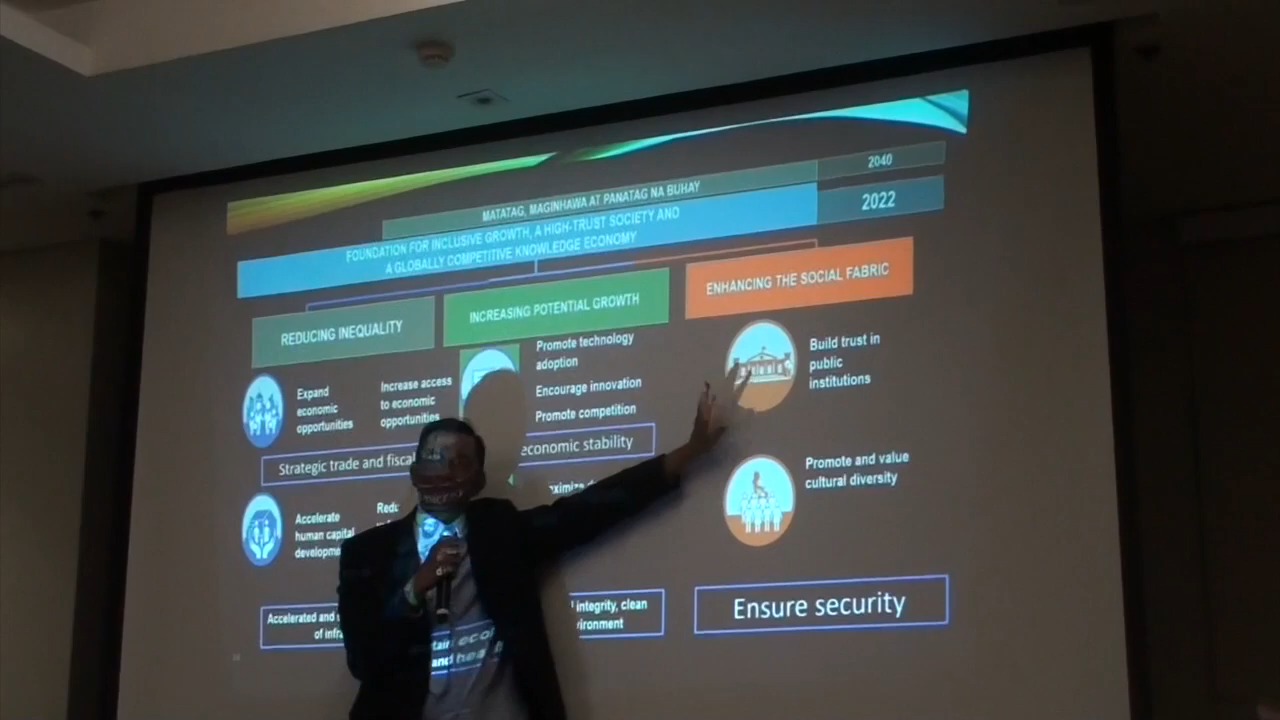 2040
MATATAG, MAGINHAWA AT PANATAG NA BUHAY
2022
FOUNDATION FOR INCLUSIVE GROWTH, A HIGH-TRUST SOCIETY AND
A GLOBALLY COMPETITIVE KNOWLEDGE ECONOMY
REDUCING INEQUALITY
INCREASING POTENTIAL GROWTH
ENHANCING THE SOCIAL FABRIC
Expand
economic
opportunities
Increase access
to economic
opportunities
Promote technology
adoption
Encourage innovation
Promote competition
Build trust in
public
institutions
Strategic trade and fiscal
economic stability
Accelerate
human capital
Promote and value
cultural diversity
Accelerated and
of
integrity, clean
Ensure security
and